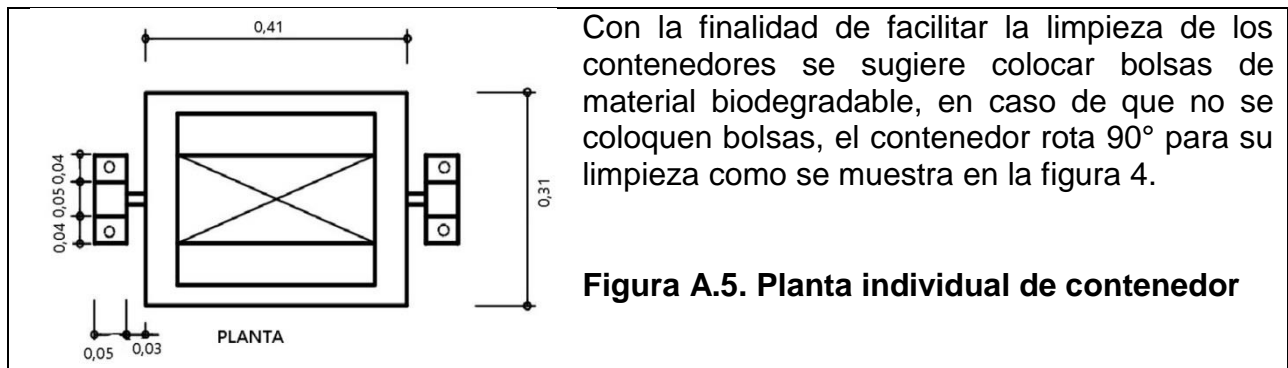 0,41
0,04
0,05
0,04
0,31
0,05
0,03
PLANTA
Con la finalidad de facilitar la limpieza de los
contenedores se sugiere colocar bolsas de
material biodegradable, en caso de que no se
coloquen bolsas, el contenedor rota 90° para su
limpieza como se muestra en la figura 4.
Figura A.5. Planta individual de contenedor